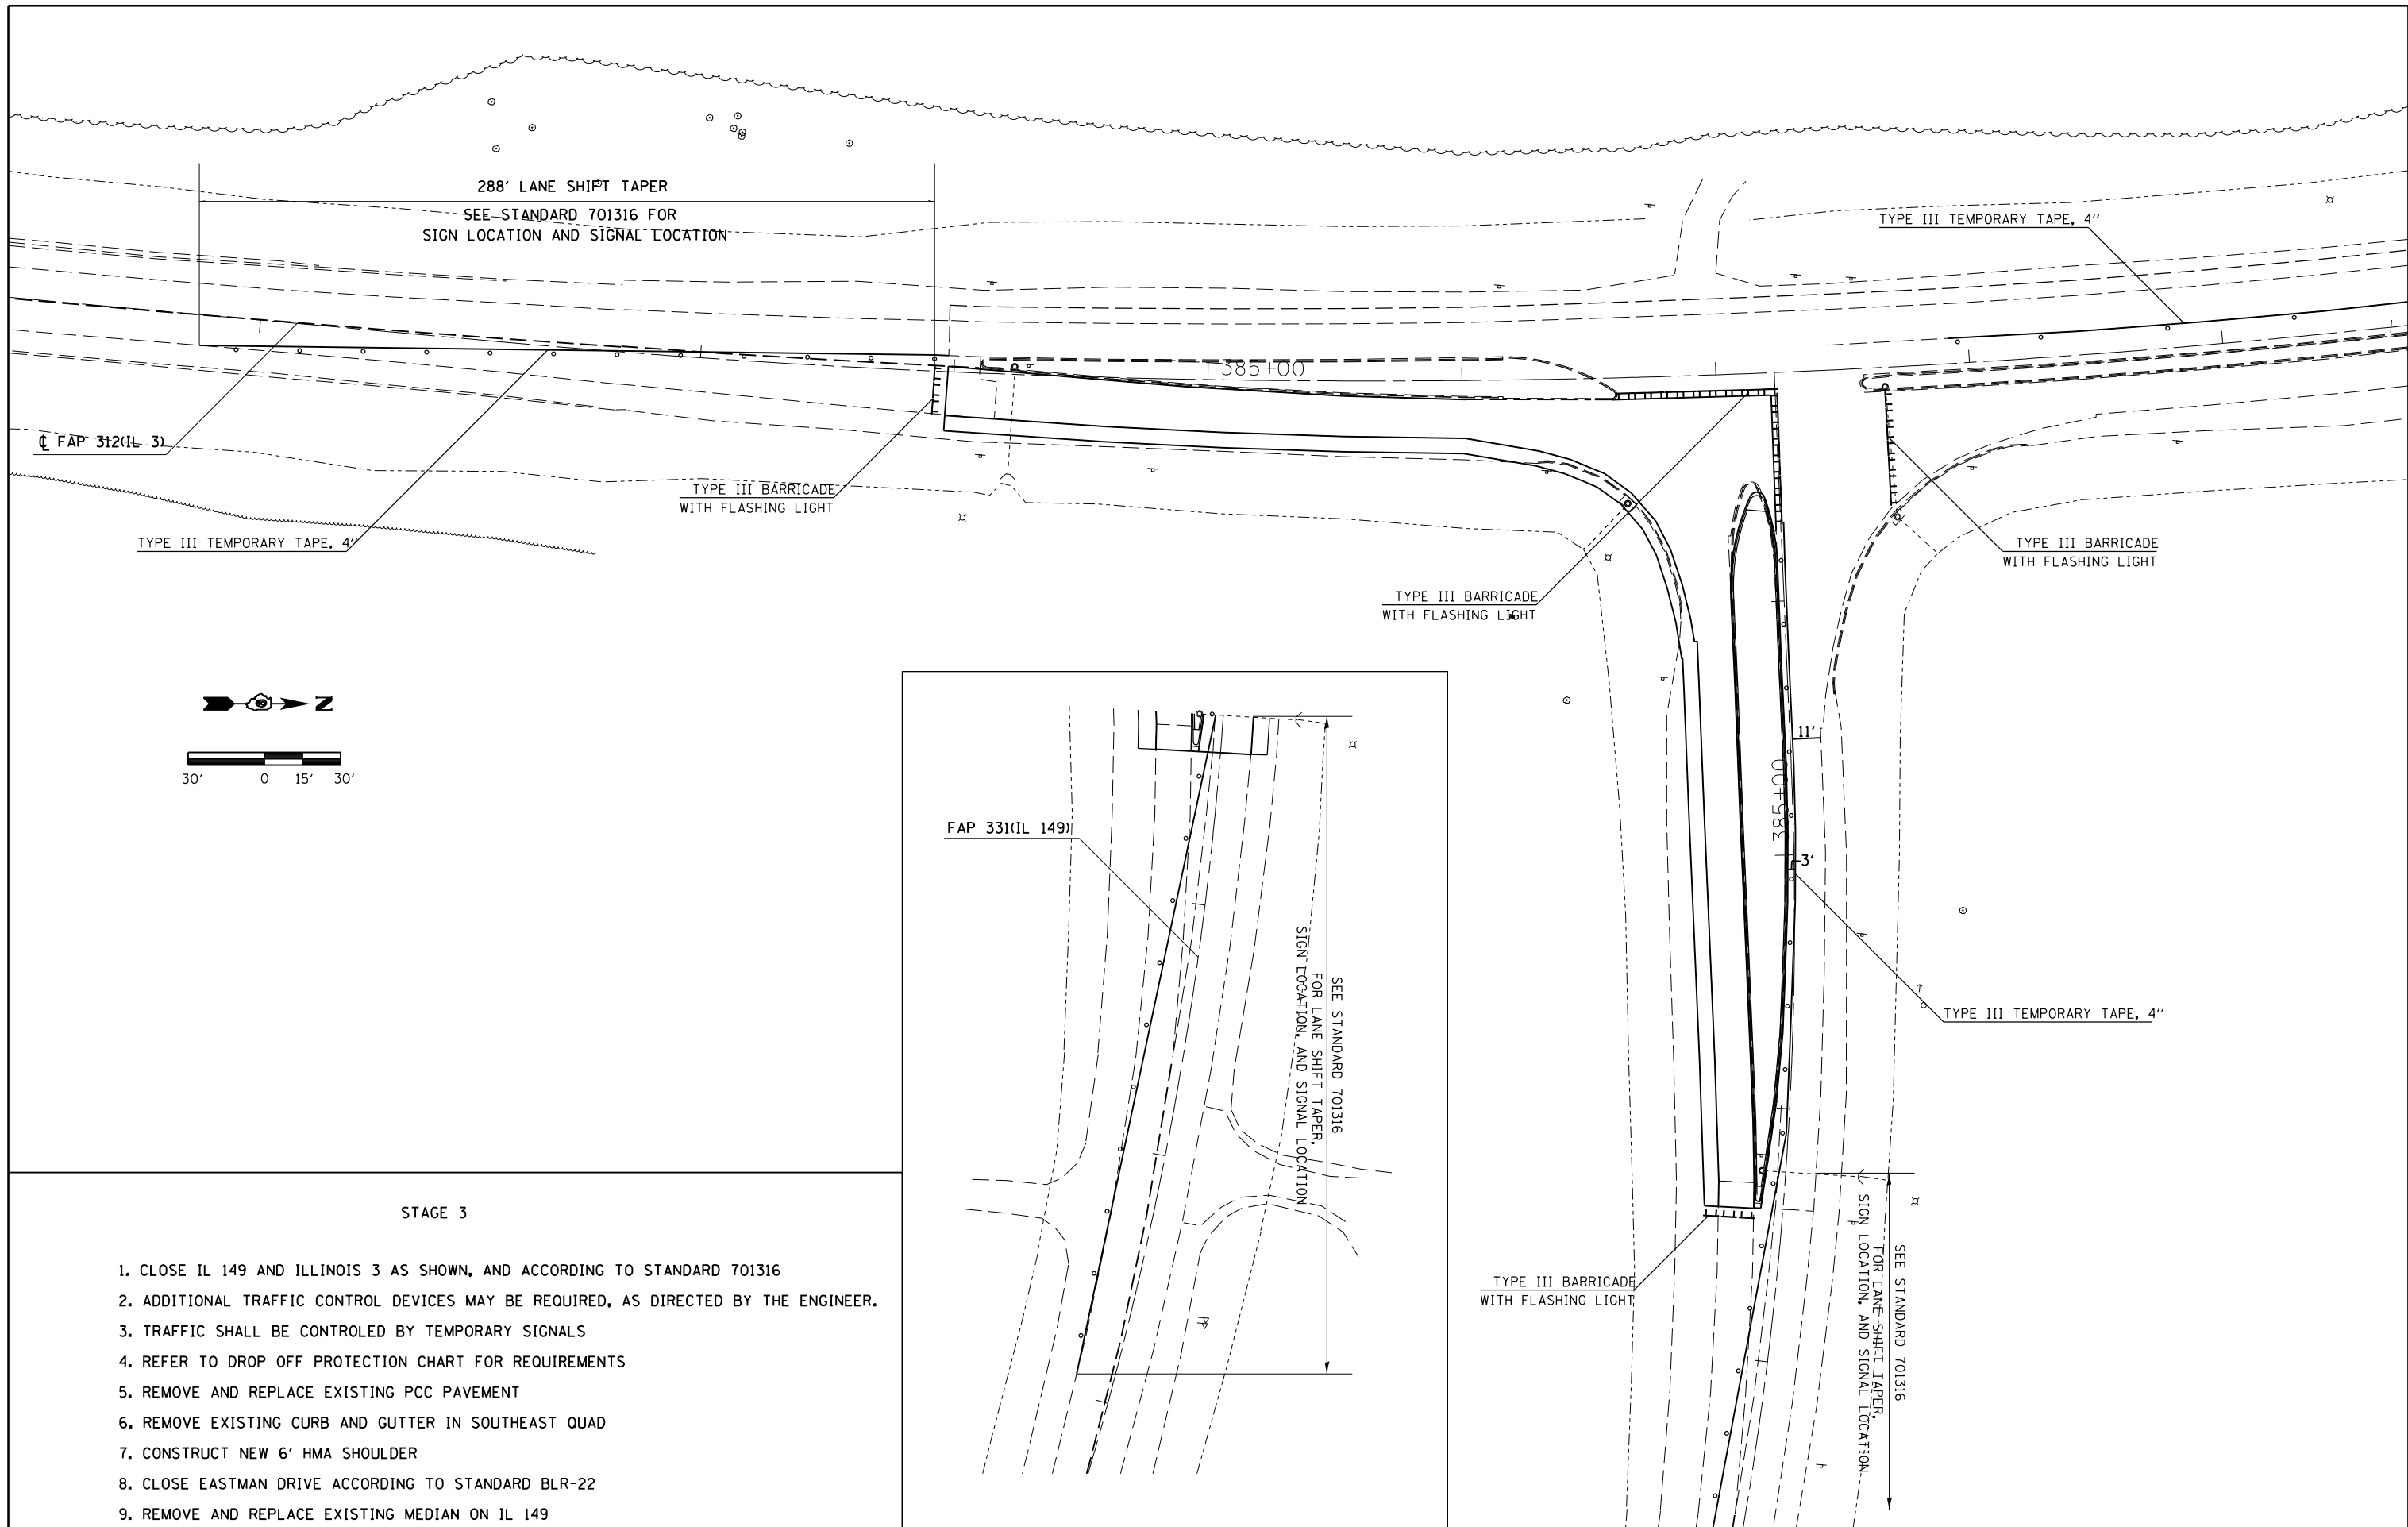 288' LANE SHIFT TAPER
SEE STANDARD 701316 FOR
SIGN LOCATION AND SIGNAL LOCATION
TYPE III TEMPORARY TAPE, 4''
385+00
℄ FAP 312(IL 3)
TYPE III BARRICADE
WITH FLASHING LIGHT
TYPE III TEMPORARY TAPE, 4''
TYPE III BARRICADE
WITH FLASHING LIGHT
TYPE III BARRICADE
WITH FLASHING LIGHT
N
30' 0 15' 30'
11'
385+00
3'
FAP 331(IL 149)
SEE STANDARD 701316
FOR LANE SHIFT TAPER,
SIGN LOCATION, AND SIGNAL LOCATION
TYPE III TEMPORARY TAPE, 4''
TYPE III BARRICADE
WITH FLASHING LIGHT
SEE STANDARD 701316
FOR LANE SHIFT TAPER,
SIGN LOCATION, AND SIGNAL LOCATION
STAGE 3
1. CLOSE IL 149 AND ILLINOIS 3 AS SHOWN, AND ACCORDING TO STANDARD 701316
2. ADDITIONAL TRAFFIC CONTROL DEVICES MAY BE REQUIRED, AS DIRECTED BY THE ENGINEER.
3. TRAFFIC SHALL BE CONTROLED BY TEMPORARY SIGNALS
4. REFER TO DROP OFF PROTECTION CHART FOR REQUIREMENTS
5. REMOVE AND REPLACE EXISTING PCC PAVEMENT
6. REMOVE EXISTING CURB AND GUTTER IN SOUTHEAST QUAD
7. CONSTRUCT NEW 6' HMA SHOULDER
8. CLOSE EASTMAN DRIVE ACCORDING TO STANDARD BLR-22
9. REMOVE AND REPLACE EXISTING MEDIAN ON IL 149